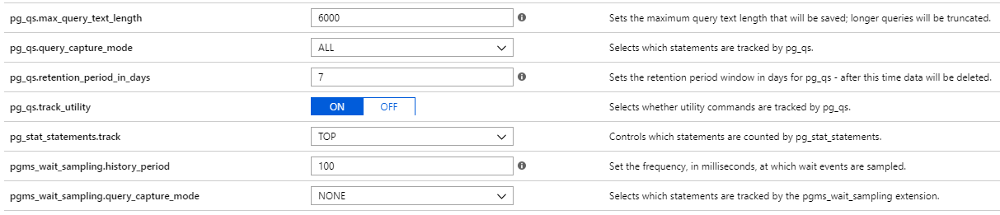 pg_qs.max_query_text_length 6000 Sets the maximum query text length that will be saved; longer queries will be truncated.
pg_qs.query_capture_mode ALL Selects which statements are tracked by pg_qs.
pg_qs.retention_period_in_days 7 Sets the retention period window in days for pg_qs - after this time data will be deleted.
pg_qs.track_utility ON OFF Selects whether utility commands are tracked by pg_qs.
pg_stat_statements.track TOP Controls which statements are counted by pg_stat_statements.
pgms_wait_sampling.history_period 100 Set the frequency, in milliseconds, at which wait events are sampled.
pgms_wait_sampling.query_capture_mode NONE Selects which statements are tracked by the pgms_wait_sampling extension.